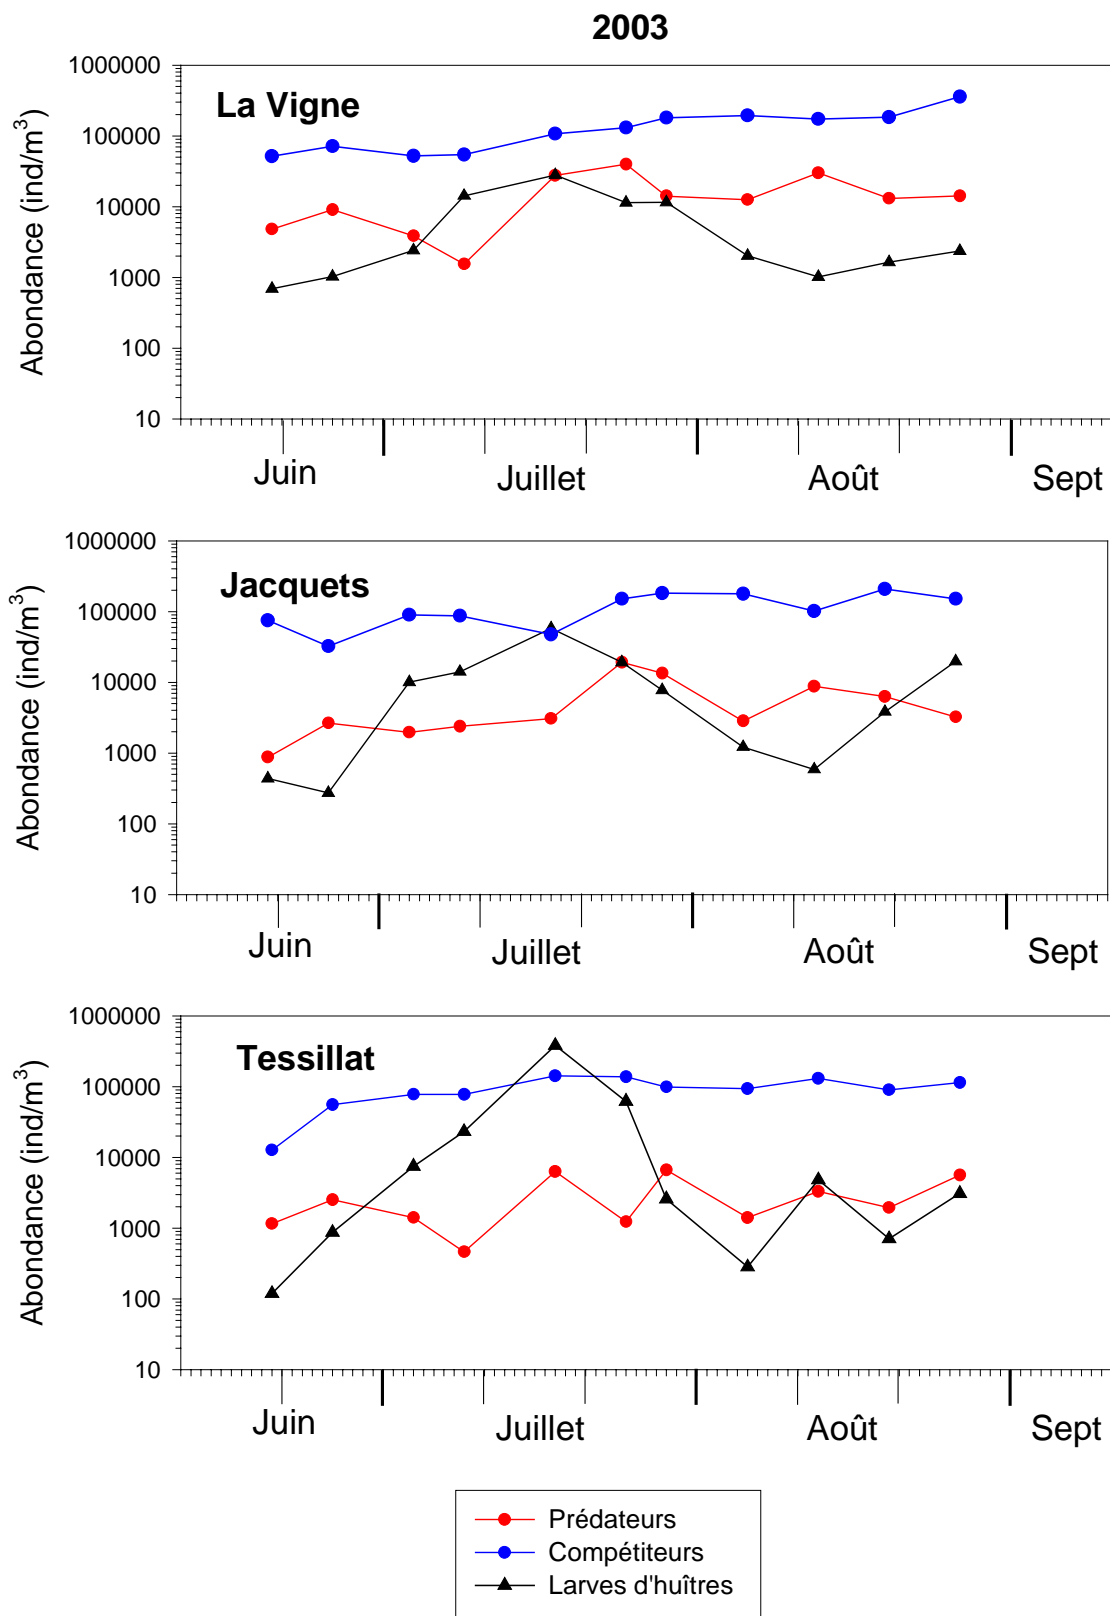 2003
La Vigne
Abondance (ind/m³)
1000000
100000
10000
1000
100
10
Juin
Juillet
Août
Sept
Jacquets
Abondance (ind/m³)
1000000
100000
10000
1000
100
10
Juin
Juillet
Août
Sept
Tessillat
Abondance (ind/m³)
1000000
100000
10000
1000
100
10
Juin
Juillet
Août
Sept
Prédateurs
Compétiteurs
Larves d'huîtres